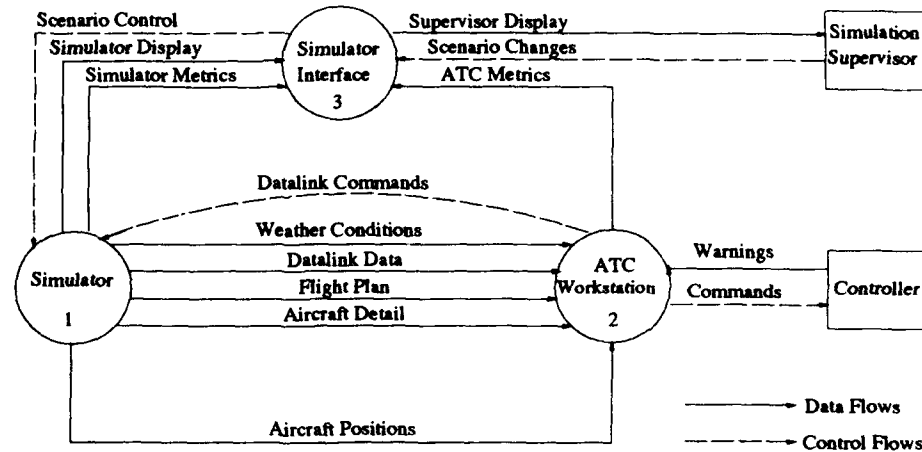 Scenario Control
Supervisor Display
Simulator Display
Simulator
Interface
3
Scenario Changes
Simulation
Supervisor
Simulator Metrics
ATC Metrics
Datalink Commands
Weather Conditions
Datalink Data
Flight Plan
Aircraft Detail
Simulator
1
ATC
Workstation
2
Warnings
Commands
Controller
Aircraft Positions
Data Flows
Control Flows